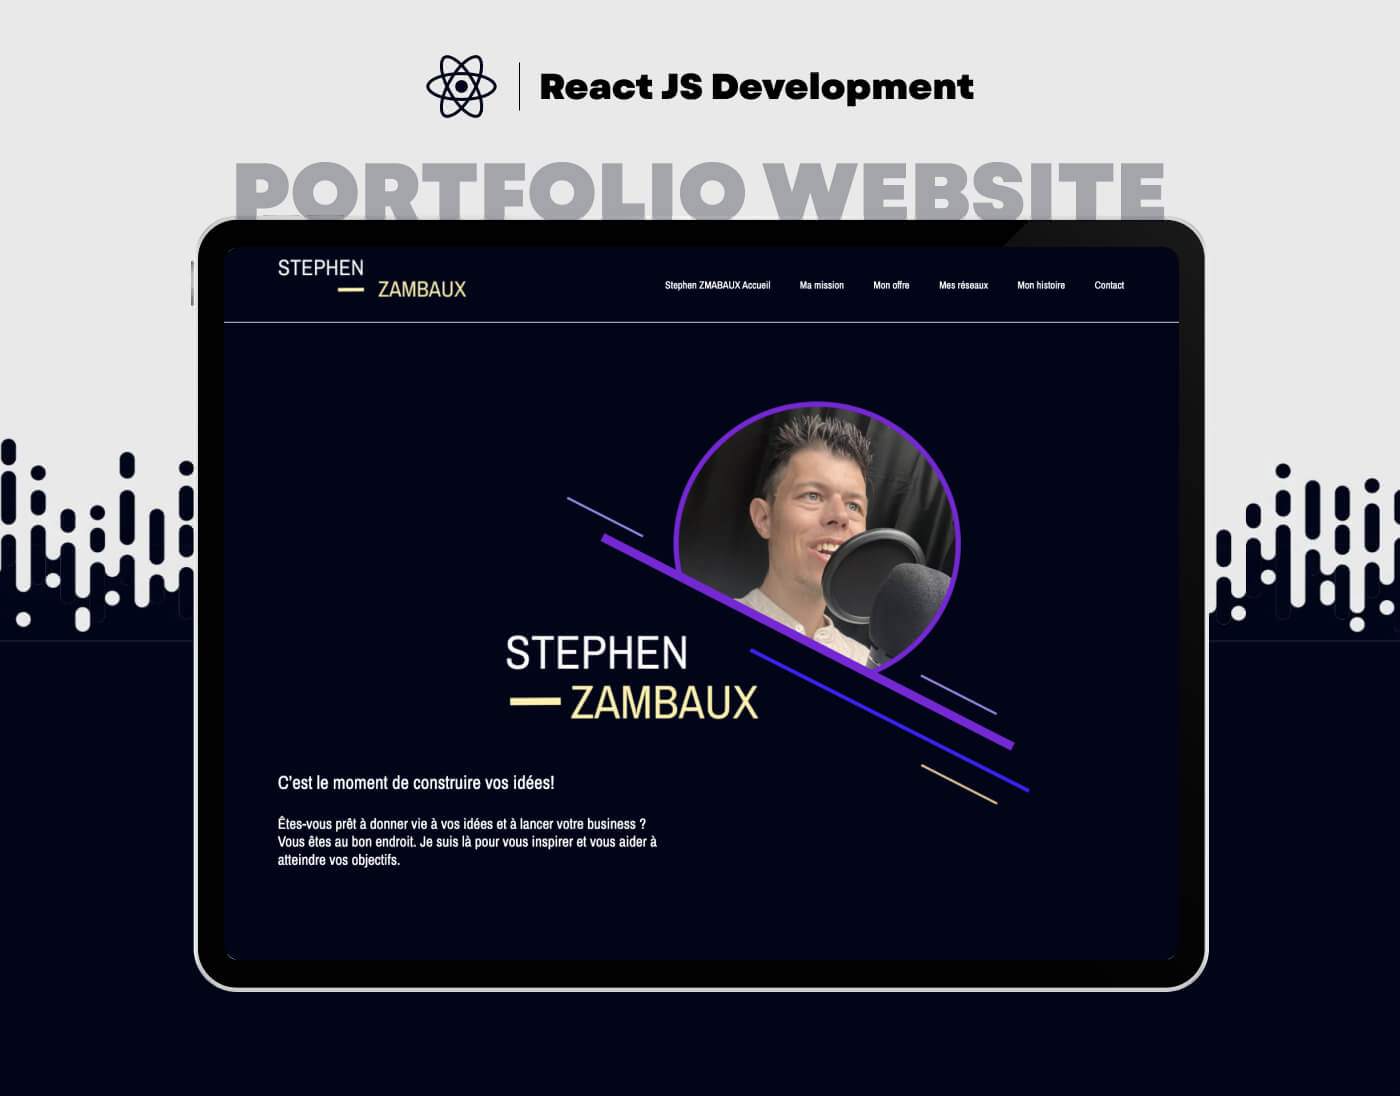 React JS Development
PORTFOLIO WEBSITE
STEPHEN
ZAMBAUX
Stephen ZMABAUX Accueil
Ma mission
Mon offre
Mes réseaux
Mon histoire
Contact
STEPHEN
ZAMBAUX
C'est le moment de construire vos idées!
Êtes-vous prêt à donner vie à vos idées et à lancer votre business ?
Vous êtes au bon endroit. Je suis là pour vous inspirer et vous aider à
atteindre vos objectifs.